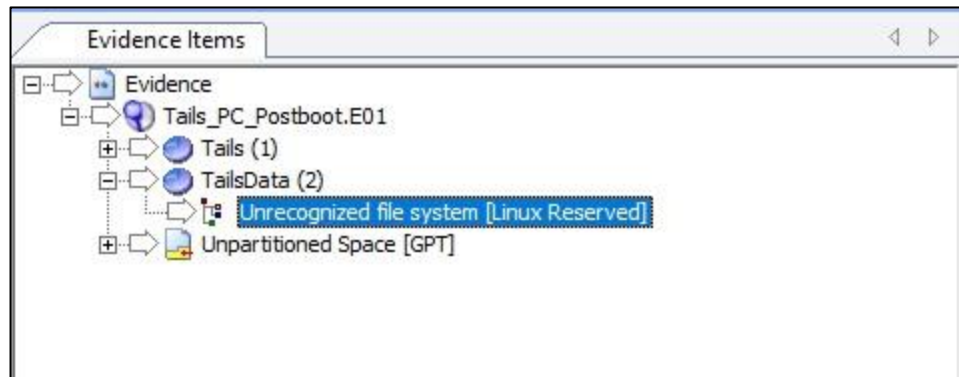 Evidence Items
Evidence
Tails_PC_Postboot.E01
Tails (1)
TailsData (2)
Unrecognized file system [Linux Reserved]
Unpartitioned Space [GPT]